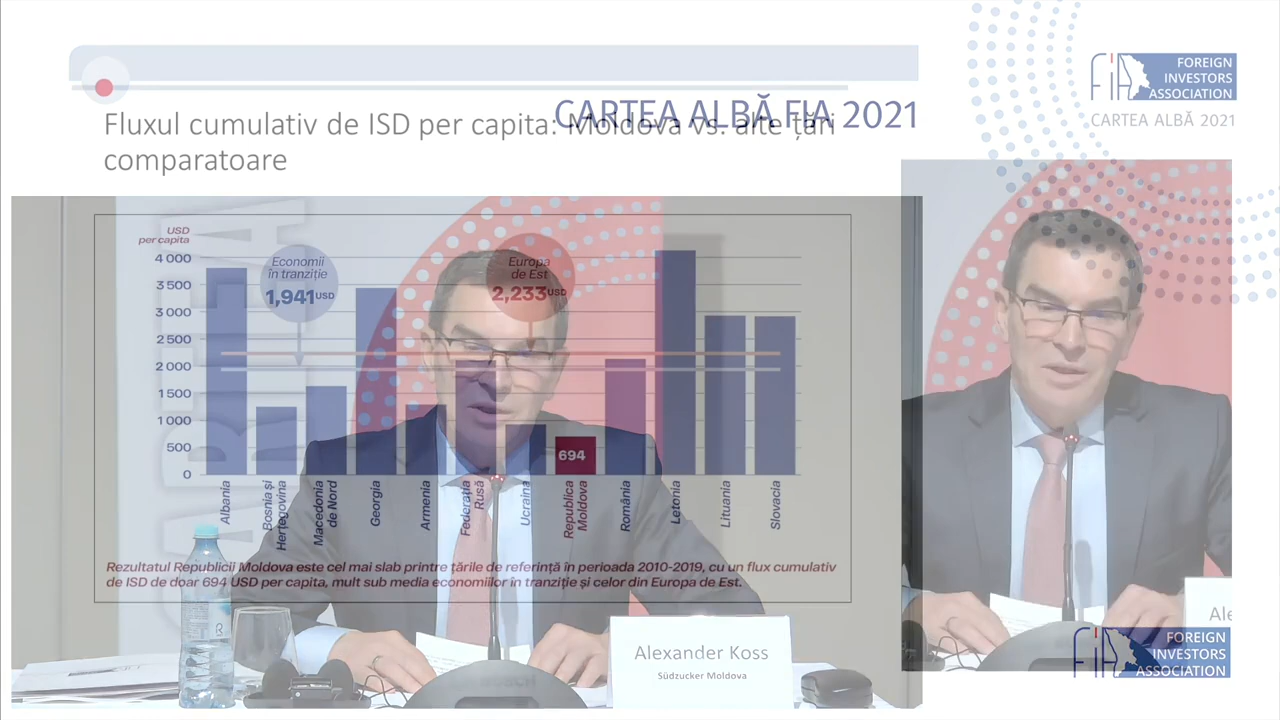 FOREIGN
INVESTORS
ASSOCIATION
CARTEA ALBĂ 2021
CARTEA ALBĂ FIA 2021
Fluxul cumulativ de ISD per capita: Moldova vs. alte țări
comparatoare
USD
per capita
4 000
3 500
3 000
2 500
2 000
1 500
1 000
500
0
Economii
în tranziție
1,941 USD
Europa
de Est
2,233 USD
694
Albania
Bosnia și
Herțegovina
Macedonia
de Nord
Georgia
Armenia
Federația
Rusă
Ucraina
Republica
Moldova
România
Letonia
Lituania
Slovacia
Rezultatul Republicii Moldova este cel mai slab printre țările de referință în perioada 2010-2019, cu un flux cumulativ
de ISD de doar 694 USD per capita, mult sub media economiilor în tranziție și celor din Europa de Est.
Alexander Koss
Südzucker Moldova
Ale
FOREIGN
INVESTORS
ASSOCIATION